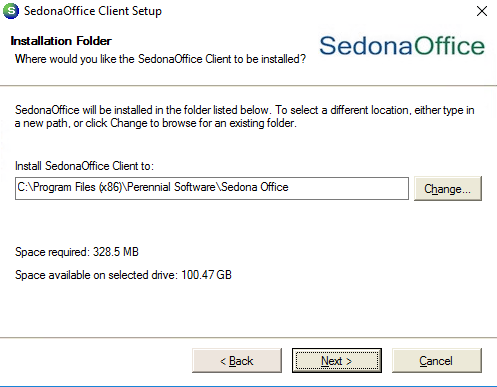 S SedonaOffice Client Setup
Installation Folder
Where would you like the SedonaOffice Client to be installed?
SedonaOffice
SedonaOffice will be installed in the folder listed below. To select a different location, either type in
a new path, or click Change to browse for an existing folder.
Install SedonaOffice Client to:
C:\Program Files (x86)\Perennial Software\Sedona Office
Change...
Space required: 328.5 MB
Space available on selected drive: 100.47 GB
< Back
Next >
Cancel